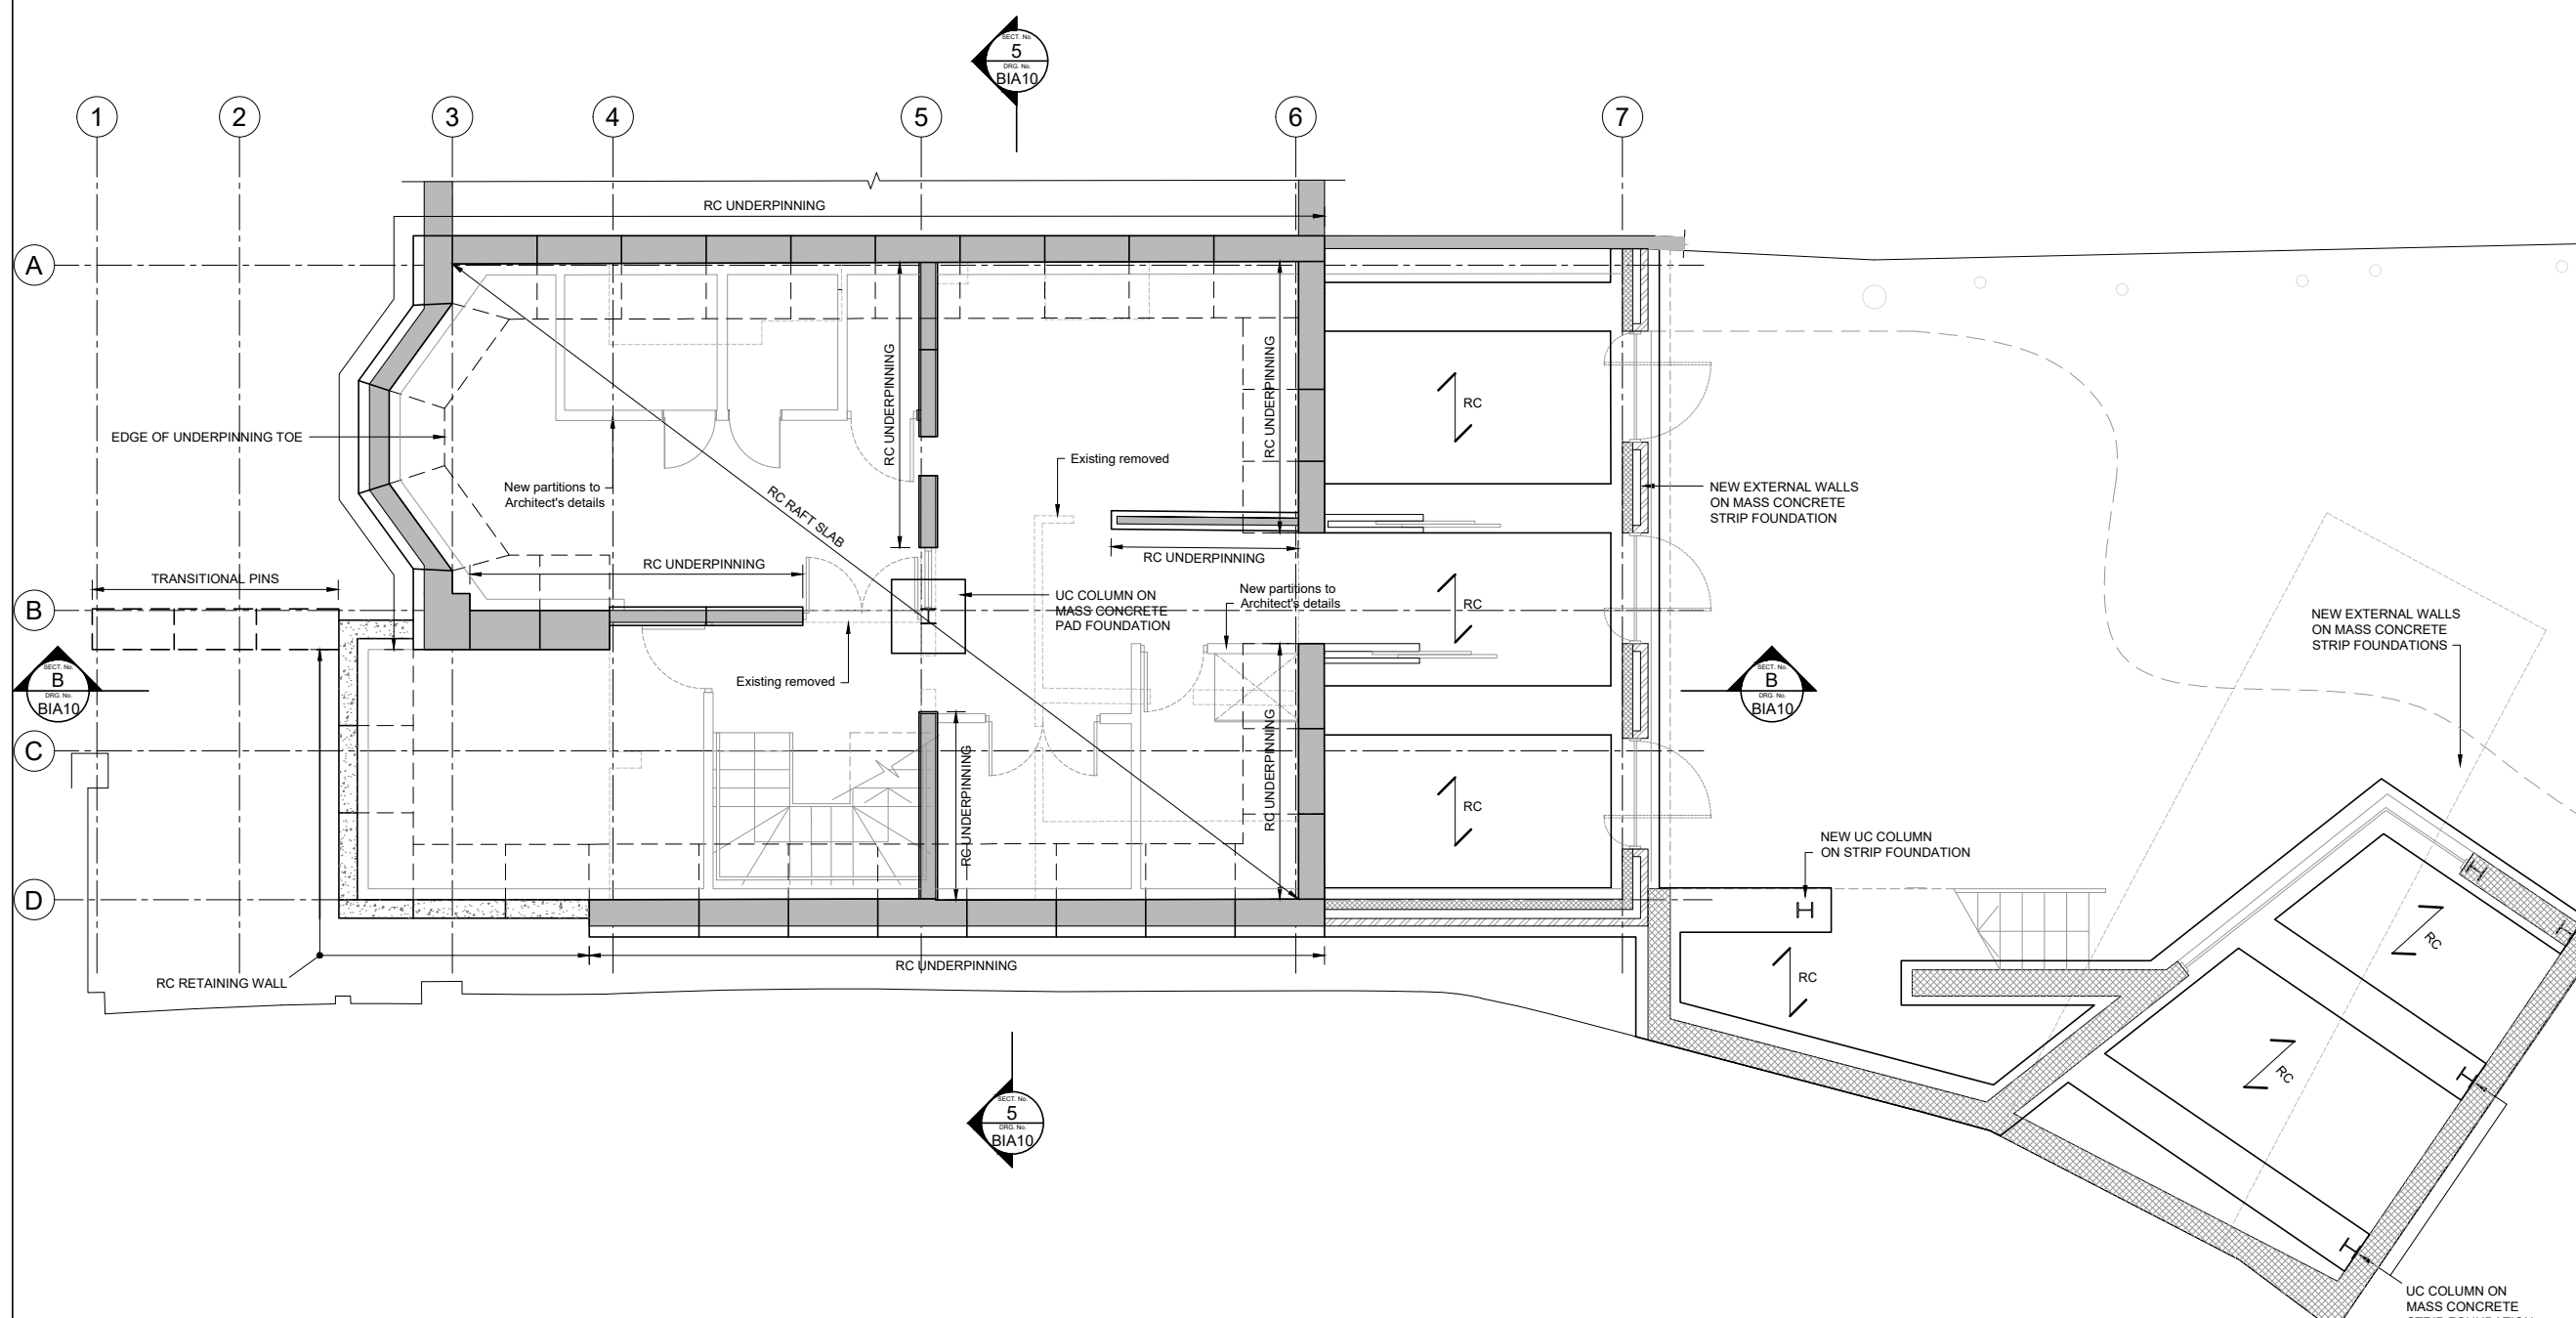 SECT. No.
5
DRG. No.
BIA10
1
2
3
4
5
6
7
RC UNDERPINNING
A
RC UNDERPINNING
RC UNDERPINNING
RC
EDGE OF UNDERPINNING TOE
Existing removed
New partitions to
Architect's details
RC RAFT SLAB
NEW EXTERNAL WALLS
ON MASS CONCRETE
STRIP FOUNDATION
RC UNDERPINNING
RC UNDERPINNING
TRANSITIONAL PINS
B
UC COLUMN ON
MASS CONCRETE
PAD FOUNDATION
New partitions to
Architect's details
RC
NEW EXTERNAL WALLS
ON MASS CONCRETE
STRIP FOUNDATIONS
SECT. No.
B
DRG. No.
BIA10
Existing removed
SECT. No.
B
DRG. No.
BIA10
C
RC UNDERPINNING
RC UNDERPINNING
RC
NEW UC COLUMN
ON STRIP FOUNDATION
D
RC
RC UNDERPINNING
RC RETAINING WALL
RC
RC
SECT. No.
5
DRG. No.
BIA10
UC COLUMN ON
MASS CONCRETE